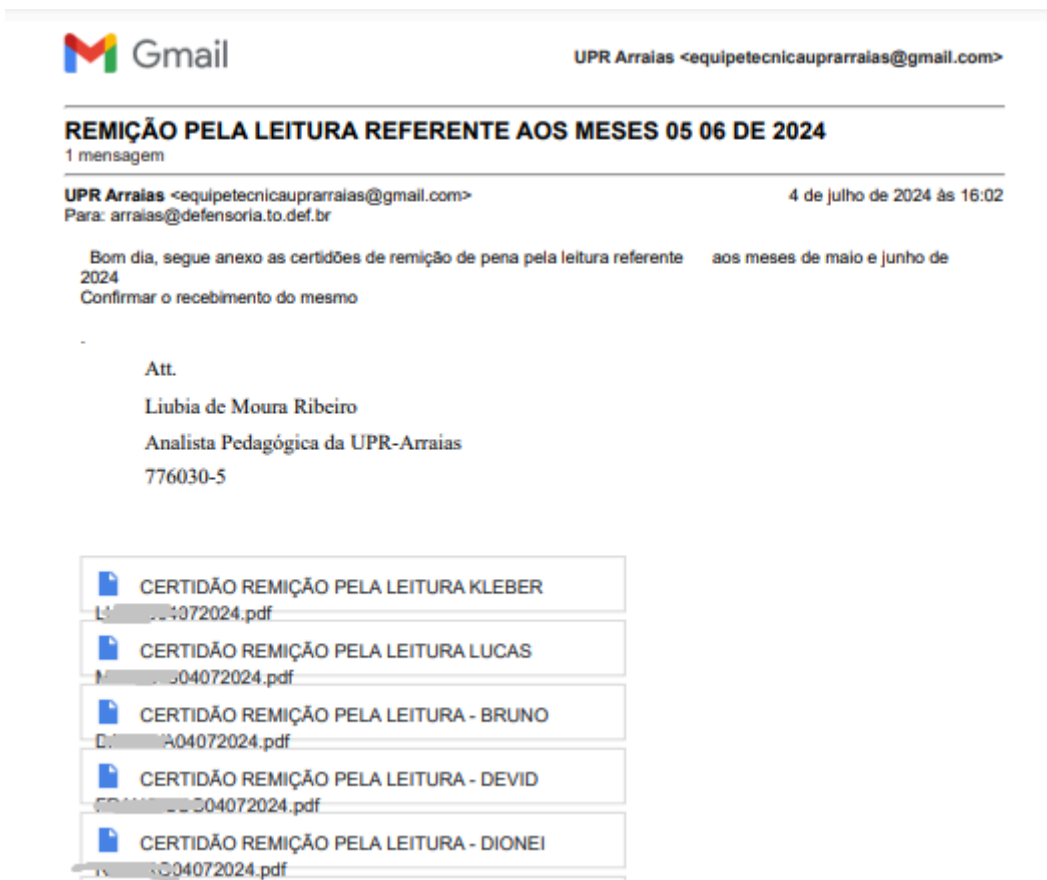 Gmail
UPR Arraias <equipetecnicauprarraias@gmail.com>
REMIÇÃO PELA LEITURA REFERENTE AOS MESES 05 06 DE 2024
1 mensagem
UPR Arraias <equipetecnicauprarraias@gmail.com> 4 de julho de 2024 às 16:02
Para: arraias@defensoria.to.def.br
Bom dia, segue anexo as certidões de remição de pena pela leitura referente aos meses de maio e junho de
2024
Confirmar o recebimento do mesmo
.
Att.
Liubia de Moura Ribeiro
Analista Pedagógica da UPR-Arraias
776030-5
CERTIDÃO REMIÇÃO PELA LEITURA KLEBER
4072024.pdf
CERTIDÃO REMIÇÃO PELA LEITURA LUCAS
04072024.pdf
CERTIDÃO REMIÇÃO PELA LEITURA - BRUNO
04072024.pdf
CERTIDÃO REMIÇÃO PELA LEITURA - DEVID
04072024.pdf
CERTIDÃO REMIÇÃO PELA LEITURA - DIONEI
04072024.pdf